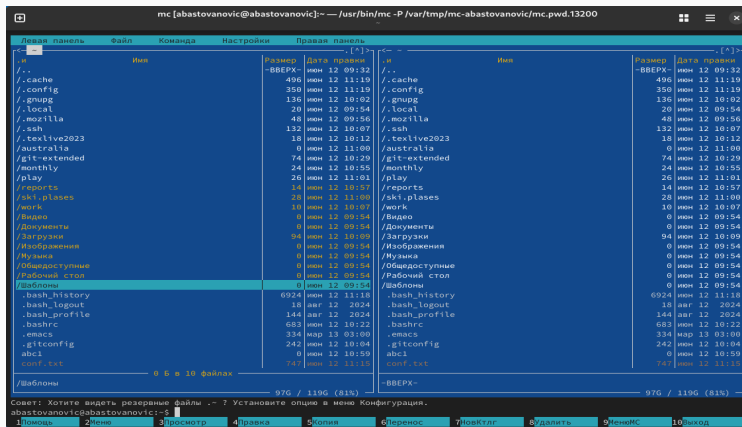 mc [abastovanovic@abastovanovic]:~ — /usr/bin/mc -P /var/tmp/mc-abastovanovic/mc.pwd.13200
Левая панель Файл Команда Настройки Правая панель
<— ~ ———.[^]>
.и Имя Размер Дата правки
/.. -ВВЕРХ- июн 12 09:32
/.cache 496 июн 12 11:19
/.config 350 июн 12 11:19
/.gnupg 136 июн 12 10:02
/.local 20 июн 12 09:54
/.mozilla 48 июн 12 09:56
/.ssh 132 июн 12 10:07
/.texlive2023 18 июн 12 10:12
/australia 0 июн 12 11:00
/git-extended 74 июн 12 10:29
/monthly 24 июн 12 10:55
/play 26 июн 12 11:01
/reports 14 июн 12 10:57
/ski.plases 28 июн 12 11:00
/work 10 июн 12 10:07
/Видео 0 июн 12 09:54
/Документы 0 июн 12 09:54
/Загрузки 94 июн 12 10:09
/Изображения 0 июн 12 09:54
/Музыка 0 июн 12 09:54
/Общедоступные 0 июн 12 09:54
/Рабочий стол 0 июн 12 09:54
/Шаблоны 0 июн 12 09:54
.bash_history 6924 июн 12 11:18
.bash_logout 18 авг 12 2024
.bash_profile 144 авг 12 2024
.bashrc 683 июн 12 10:22
.emacs 334 мар 13 03:00
.gitconfig 242 июн 12 10:04
abc1 0 июн 12 10:59
conf.txt 747 июн 12 11:15
0 Б в 10 файлах
/Шаблоны
97G / 119G (81%)
<— ~ ———.[^]>
.и Имя Размер Дата правки
/.. -ВВЕРХ- июн 12 09:32
/.cache 496 июн 12 11:19
/.config 350 июн 12 11:19
/.gnupg 136 июн 12 10:02
/.local 20 июн 12 09:54
/.mozilla 48 июн 12 09:56
/.ssh 132 июн 12 10:07
/.texlive2023 18 июн 12 10:12
/australia 0 июн 12 11:00
/git-extended 74 июн 12 10:29
/monthly 24 июн 12 10:55
/play 26 июн 12 11:01
/reports 14 июн 12 10:57
/ski.plases 28 июн 12 11:00
/work 10 июн 12 10:07
/Видео 0 июн 12 09:54
/Документы 0 июн 12 09:54
/Загрузки 94 июн 12 10:09
/Изображения 0 июн 12 09:54
/Музыка 0 июн 12 09:54
/Общедоступные 0 июн 12 09:54
/Рабочий стол 0 июн 12 09:54
/Шаблоны 0 июн 12 09:54
.bash_history 6924 июн 12 11:18
.bash_logout 18 авг 12 2024
.bash_profile 144 авг 12 2024
.bashrc 683 июн 12 10:22
.emacs 334 мар 13 03:00
.gitconfig 242 июн 12 10:04
abc1 0 июн 12 10:59
conf.txt 747 июн 12 11:15
-ВВЕРХ-
97G / 119G (81%)
Совет: Хотите видеть резервные файлы .~ ? Установите опцию в меню Конфигурация.
abastovanovic@abastovanovic:~$
1Помощь 2Меню 3Просмотр 4Правка 5Копия 6Перенос 7НовКтлг 8Удалить 9МенюMC 10Выход